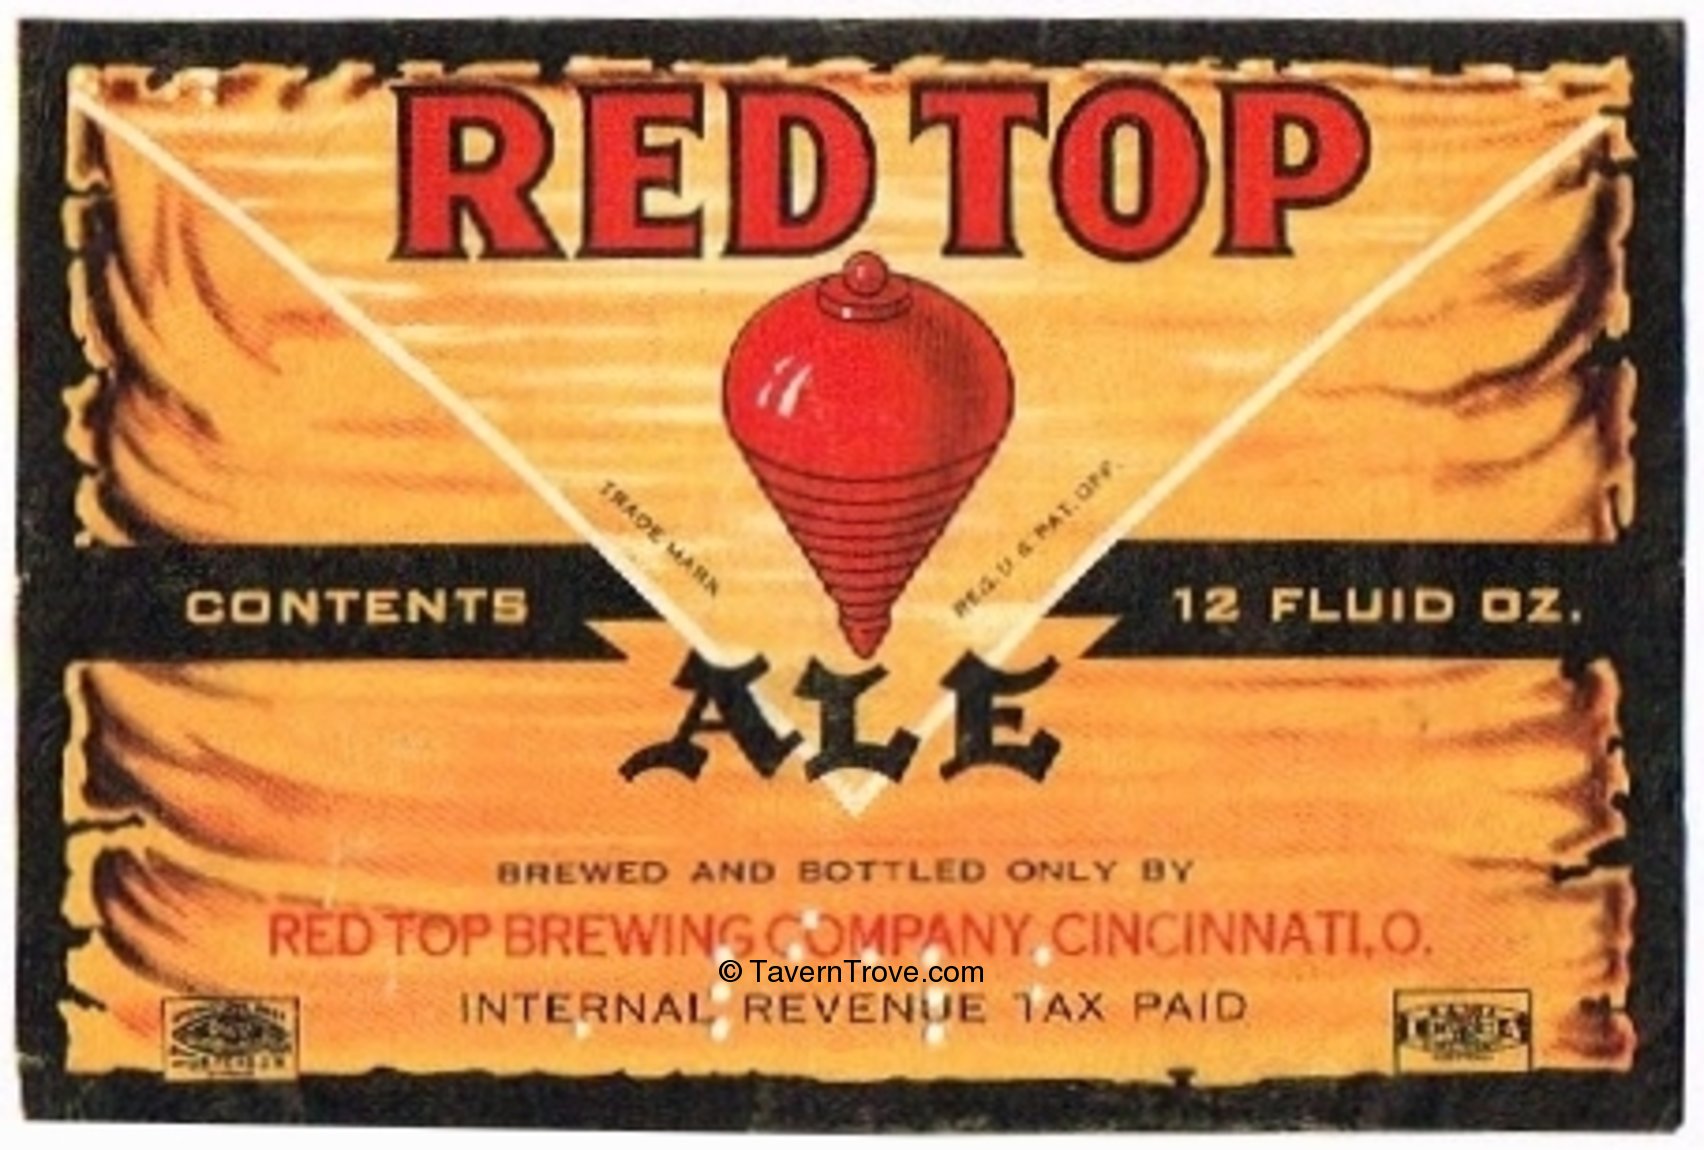 RED TOP
TRADE MARK
REG. U S PAT. OFF.
CONTENTS
12 FLUID OZ.
ALE
BREWED AND BOTTLED ONLY BY
RED TOP BREWING COMPANY, CINCINNATI, O.
© TavernTrove.com
INTERNAL REVENUE TAX PAID